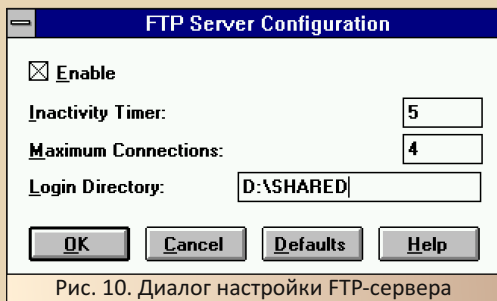 FTP Server Configuration
Enable
Inactivity Timer: 5
Maximum Connections: 4
Login Directory: D:\SHARED
OK Cancel Defaults Help
Рис. 10. Диалог настройки FTP-сервера